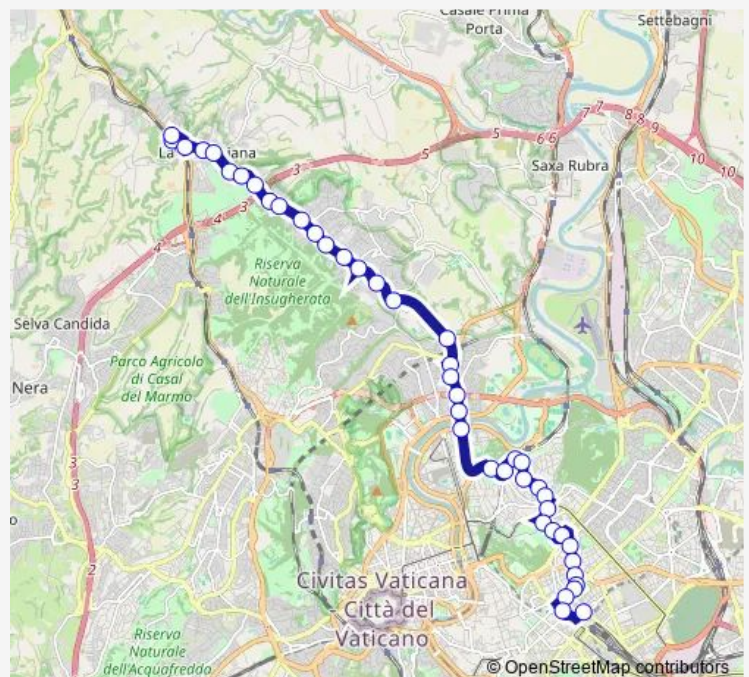 Casale Prima
Porta
Settebagni
5
6 6
7
7
8 8
9
10
10
Saxa Rubra
3
5
3
4
4
Riserva
Naturale
dell'Insugherata
Selva Candida
Parco Agricolo
di Casal
del Marmo
Nera
3
3
2
Civitas Vaticana
Città del
Vaticano
Riserva
Naturale
dell'Acquafredda
© OpenStreetMap contributors